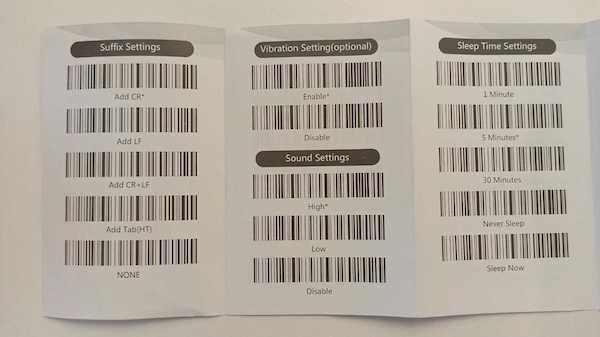 Suffix Settings
Add CR*
Add LF
Add CR+LF
Add Tab(HT)
NONE
Vibration Setting(optional)
Enable*
Disable
Sound Settings
High*
Low
Disable
Sleep Time Settings
1 Minute
5 Minutes*
30 Minutes
Never Sleep
Sleep Now